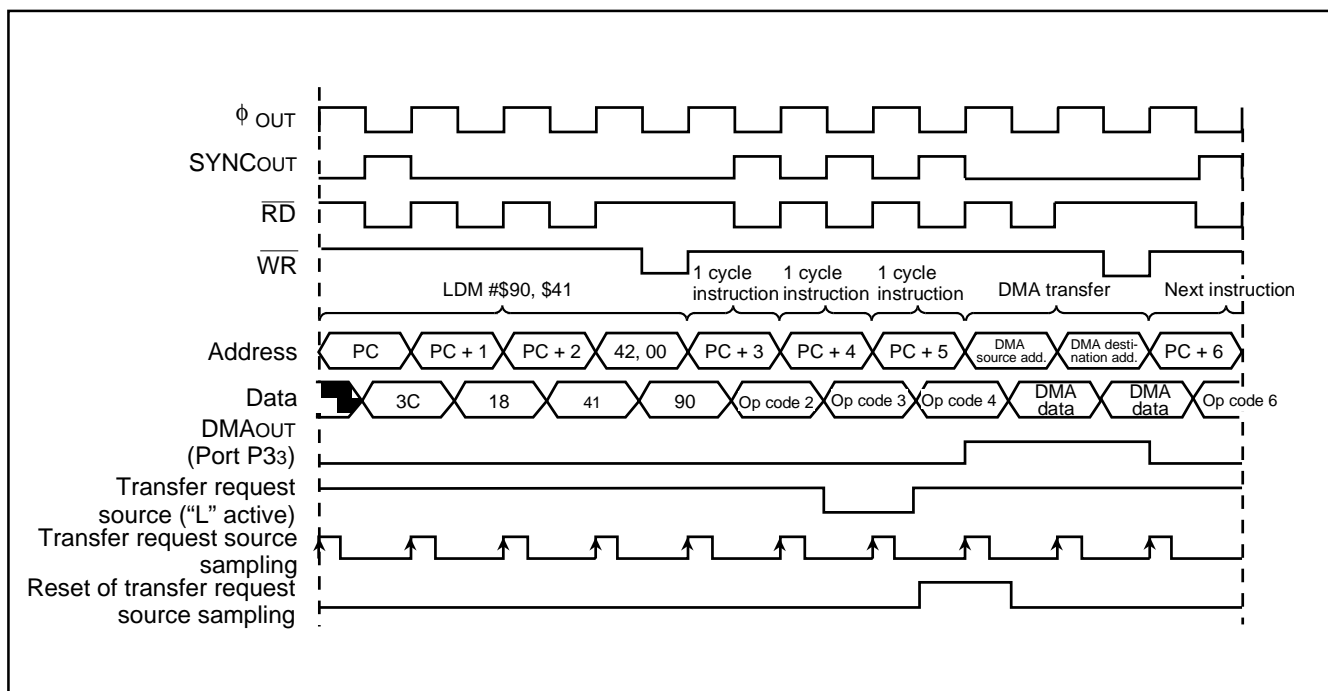 ϕ OUT
SYNCOUT
RD
WR
LDM #$90, $41
1 cycle
instruction
1 cycle
instruction
1 cycle
instruction
DMA transfer
Next instruction
Address
PC
PC + 1
PC + 2
42, 00
PC + 3
PC + 4
PC + 5
DMA
source add.
DMA desti-
nation add.
PC + 6
Data
3C
18
41
90
Op code 2
Op code 3
Op code 4
DMA
data
DMA
data
Op code 6
DMAOUT
(Port P33)
Transfer request
source (“L” active)
Transfer request source
sampling
Reset of transfer request
source sampling